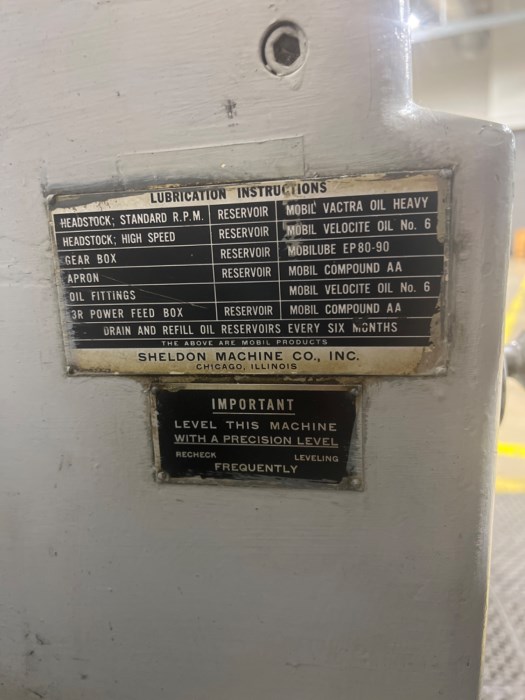 LUBRICATION INSTRUCTIONS
HEADSTOCK; STANDARD R.P.M. RESERVOIR MOBIL VACTRA OIL HEAVY
HEADSTOCK; HIGH SPEED RESERVOIR MOBIL VELOCITE OIL No. 6
GEAR BOX RESERVOIR MOBILUBE EP80-90
APRON RESERVOIR MOBIL COMPOUND AA
OIL FITTINGS MOBIL VELOCITE OIL No. 6
3R POWER FEED BOX RESERVOIR MOBIL COMPOUND AA
DRAIN AND REFILL OIL RESERVOIRS EVERY SIX MONTHS
THE ABOVE ARE MOBIL PRODUCTS
SHELDON MACHINE CO., INC.
CHICAGO, ILLINOIS
IMPORTANT
LEVEL THIS MACHINE
WITH A PRECISION LEVEL
RECHECK LEVELING
FREQUENTLY